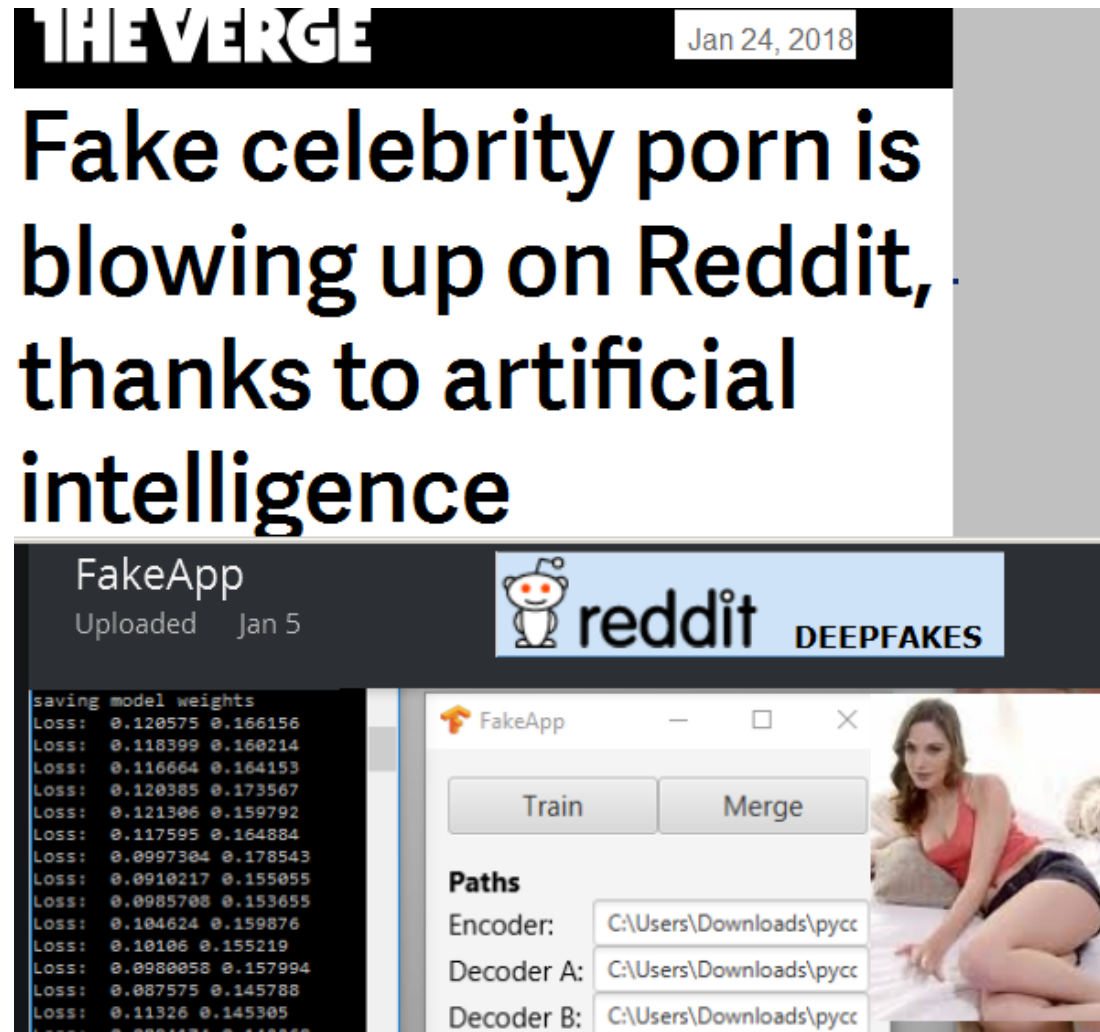 THE VERGE
Jan 24, 2018
Fake celebrity porn is
blowing up on Reddit,
thanks to artificial
intelligence
FakeApp
Uploaded Jan 5
reddit DEEPFAKES
saving model weights
Loss: 0.120575 0.166156
Loss: 0.118399 0.160214
Loss: 0.116664 0.164153
Loss: 0.120385 0.173567
Loss: 0.121306 0.159792
Loss: 0.117595 0.164884
Loss: 0.0997304 0.178543
Loss: 0.0910217 0.155055
Loss: 0.0985708 0.153655
Loss: 0.104624 0.159876
Loss: 0.10106 0.155219
Loss: 0.0980058 0.157994
Loss: 0.087575 0.145788
Loss: 0.11326 0.145305
FakeApp
Train Merge
Paths
Encoder: C:\Users\Downloads\pycc
Decoder A: C:\Users\Downloads\pycc
Decoder B: C:\Users\Downloads\pycc